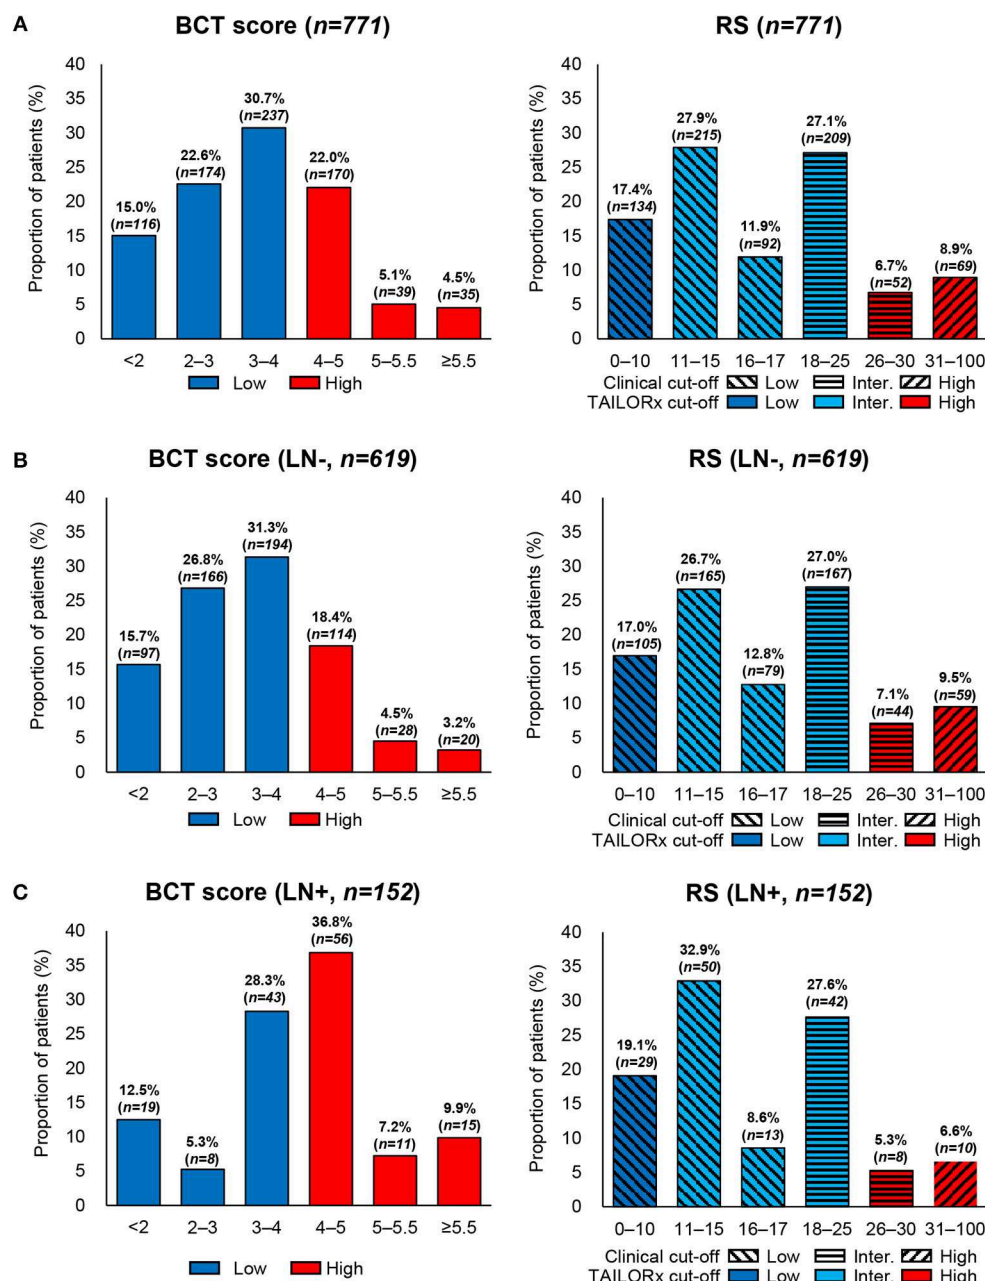 A
BCT score (n=771)
Proportion of patients (%)
40
35
30
25
20
15
10
5
0
15.0%
(n=116)
22.6%
(n=174)
30.7%
(n=237)
22.0%
(n=170)
5.1%
(n=39)
4.5%
(n=35)
<2 2–3 3–4 4–5 5–5.5 ≥5.5
Low High
RS (n=771)
Proportion of patients (%)
40
35
30
25
20
15
10
5
0
17.4%
(n=134)
27.9%
(n=215)
11.9%
(n=92)
27.1%
(n=209)
6.7%
(n=52)
8.9%
(n=69)
0–10 11–15 16–17 18–25 26–30 31–100
Clinical cut-off Low Inter. High
TAILORx cut-off Low Inter. High
B
BCT score (LN-, n=619)
Proportion of patients (%)
40
35
30
25
20
15
10
5
0
15.7%
(n=97)
26.8%
(n=166)
31.3%
(n=194)
18.4%
(n=114)
4.5%
(n=28)
3.2%
(n=20)
<2 2–3 3–4 4–5 5–5.5 ≥5.5
Low High
RS (LN-, n=619)
Proportion of patients (%)
40
35
30
25
20
15
10
5
0
17.0%
(n=105)
26.7%
(n=165)
12.8%
(n=79)
27.0%
(n=167)
7.1%
(n=44)
9.5%
(n=59)
0–10 11–15 16–17 18–25 26–30 31–100
Clinical cut-off Low Inter. High
TAILORx cut-off Low Inter. High
C
BCT score (LN+, n=152)
Proportion of patients (%)
40
35
30
25
20
15
10
5
0
12.5%
(n=19)
5.3%
(n=8)
28.3%
(n=43)
36.8%
(n=56)
7.2%
(n=11)
9.9%
(n=15)
<2 2–3 3–4 4–5 5–5.5 ≥5.5
Low High
RS (LN+, n=152)
Proportion of patients (%)
40
35
30
25
20
15
10
5
0
19.1%
(n=29)
32.9%
(n=50)
8.6%
(n=13)
27.6%
(n=42)
5.3%
(n=8)
6.6%
(n=10)
0–10 11–15 16–17 18–25 26–30 31–100
Clinical cut-off Low Inter. High
TAILORx cut-off Low Inter. High